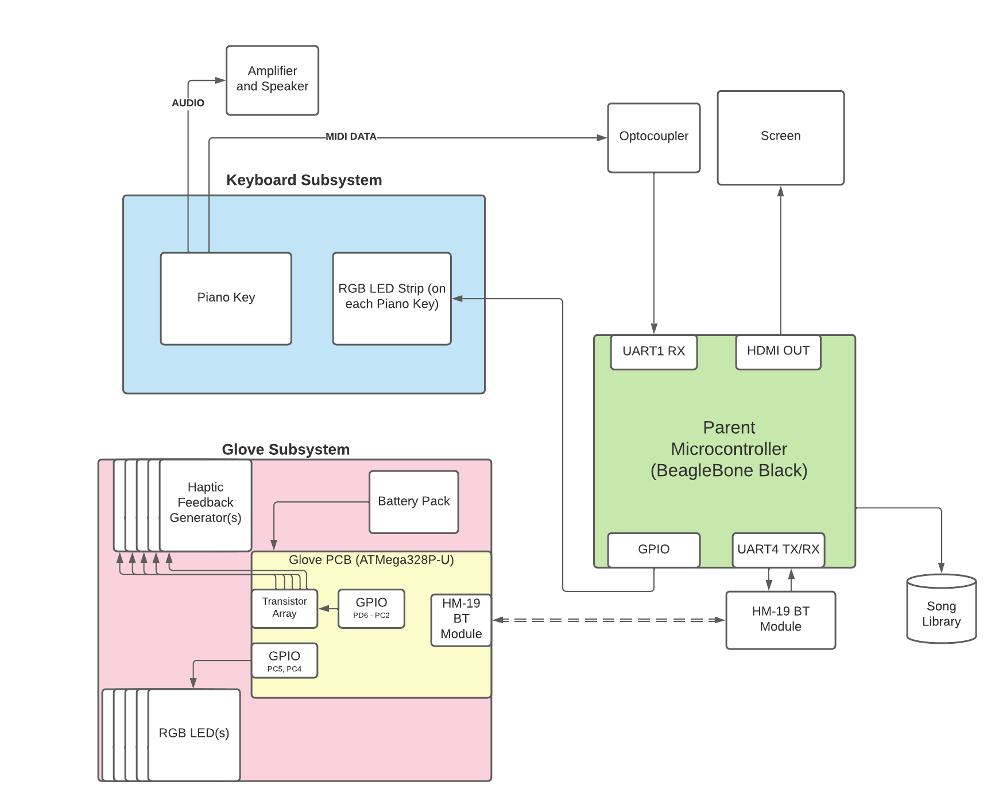 Amplifier
and Speaker
AUDIO
MIDI DATA
Optocoupler
Screen
Keyboard Subsystem
Piano Key
RGB LED Strip (on
each Piano Key)
UART1 RX
HDMI OUT
Parent
Microcontroller
(BeagleBone Black)
GPIO
UART4 TX/RX
HM-19 BT
Module
Song
Library
Glove Subsystem
Haptic
Feedback
Generator(s)
Battery Pack
Glove PCB (ATMega328P-U)
Transistor
Array
GPIO
PD6 - PC2
HM-19
BT
Module
GPIO
PC5, PC4
RGB LED(s)